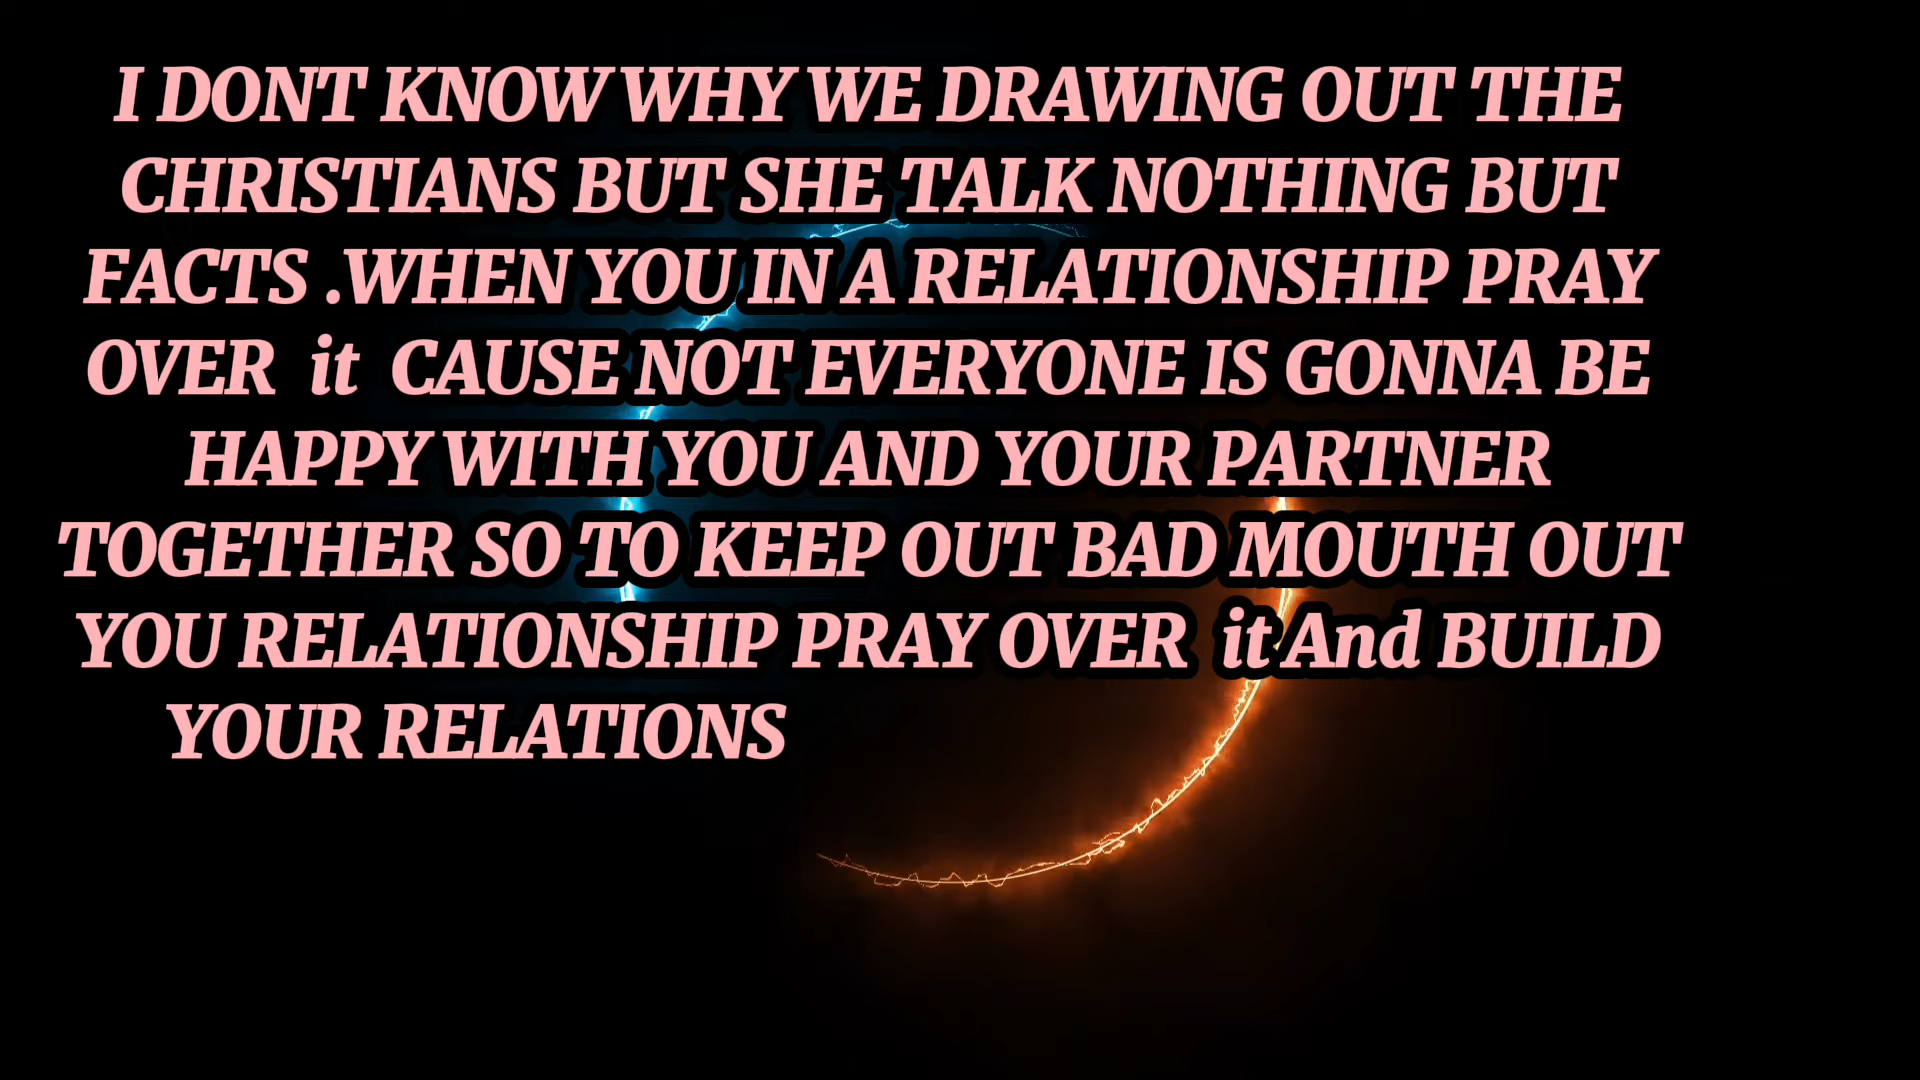 I DONT KNOW WHY WE DRAWING OUT THE
CHRISTIANS BUT SHE TALK NOTHING BUT
FACTS .WHEN YOU IN A RELATIONSHIP PRAY
OVER it CAUSE NOT EVERYONE IS GONNA BE
HAPPY WITH YOU AND YOUR PARTNER
TOGETHER SO TO KEEP OUT BAD MOUTH OUT
YOU RELATIONSHIP PRAY OVER it And BUILD
YOUR RELATIONS